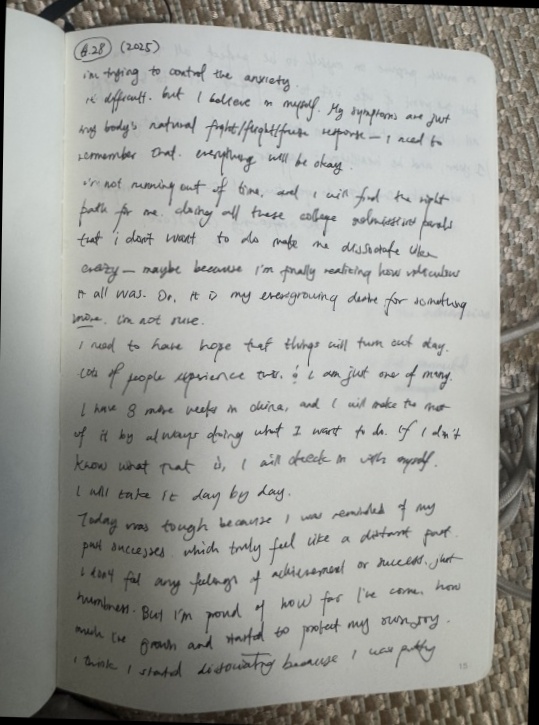 6.28 (2025)
i'm trying to control the anxiety.
it's difficult. but I believe in myself. My symptoms are just
my body's natural fight/flight/freeze response — I need to
remember that. everything will be okay.
i'm not running out of time. and I will find the right
path for me. doing all these college admissions panels
that i don't want to do make me dissociate like
crazy — maybe because I'm finally realizing how ridiculous
it all was. Or, it is my evergrowing desire for something
more. i'm not sure.
I need to have hope that things will turn out okay.
lots of people experience this. & I am just one of many.
I have 8 more weeks in China, and I will make the most
of it by always doing what I want to do. If I don't
know what that is, I will check in with myself.
I will take it day by day.
Today was tough because I was reminded of my
past successes. which truly feel like a distant past.
I don't feel any feelings of achievement or success. just
numbness. But I'm proud of how far I've come, how
much I've grown and started to protect my own joy.
I think I started dissociating because I was
15